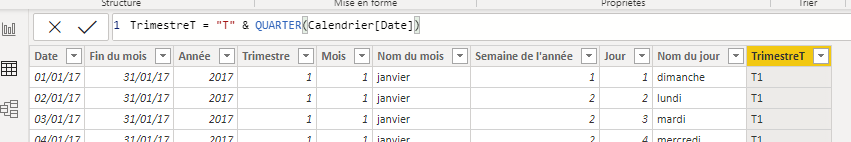 Structure Mise en forme Propriétés Trier
1 TrimestreT = "T" & QUARTER(Calendrier[Date])
Date Fin du mois Année Trimestre Mois Nom du mois Semaine de l'année Jour Nom du jour TrimestreT
01/01/17 31/01/17 2017 1 1 janvier 1 1 dimanche T1
02/01/17 31/01/17 2017 1 1 janvier 2 2 lundi T1
03/01/17 31/01/17 2017 1 1 janvier 2 3 mardi T1
04/01/17 31/01/17 2017 1 1 janvier 2 4 mercredi T1